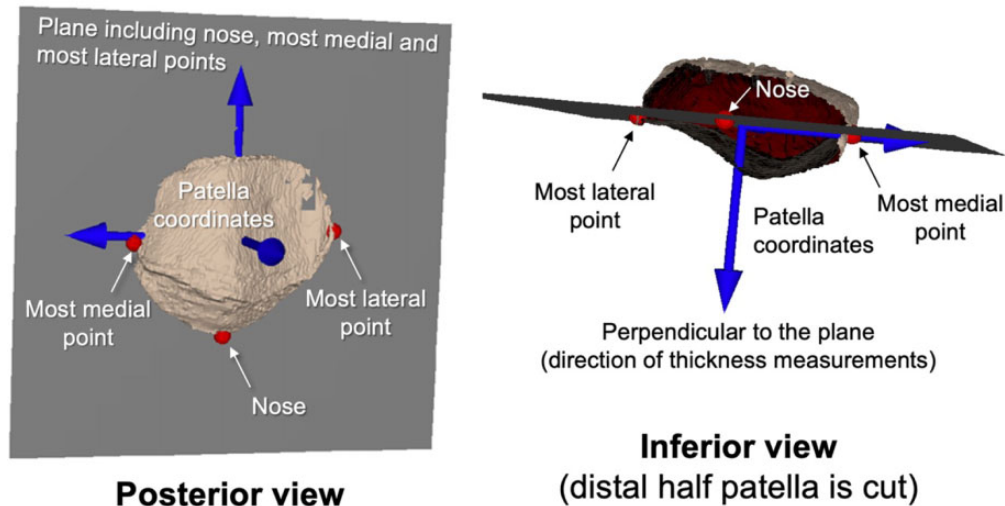 Plane including nose, most medial and
most lateral points
Patella
coordinates
Most medial
point
Most lateral
point
Nose
Posterior view
Nose
Most lateral
point
Most medial
point
Patella
coordinates
Perpendicular to the plane
(direction of thickness measurements)
Inferior view
(distal half patella is cut)